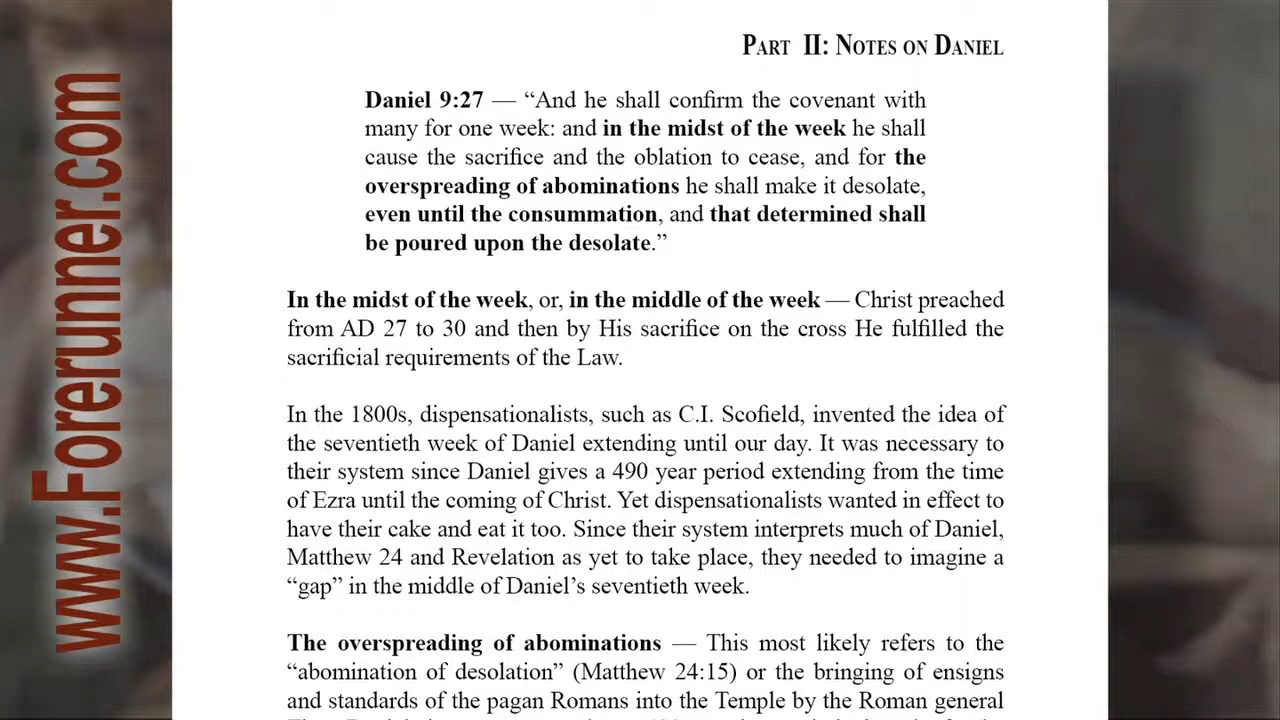 www.Forerunner.com
PART II: NOTES ON DANIEL
Daniel 9:27 — “And he shall confirm the covenant with
many for one week: and in the midst of the week he shall
cause the sacrifice and the oblation to cease, and for the
overspreading of abominations he shall make it desolate,
even until the consummation, and that determined shall
be poured upon the desolate.”
In the midst of the week, or, in the middle of the week — Christ preached
from AD 27 to 30 and then by His sacrifice on the cross He fulfilled the
sacrificial requirements of the Law.
In the 1800s, dispensationalists, such as C.I. Scofield, invented the idea of
the seventieth week of Daniel extending until our day. It was necessary to
their system since Daniel gives a 490 year period extending from the time
of Ezra until the coming of Christ. Yet dispensationalists wanted in effect to
have their cake and eat it too. Since their system interprets much of Daniel,
Matthew 24 and Revelation as yet to take place, they needed to imagine a
“gap” in the middle of Daniel’s seventieth week.
The overspreading of abominations — This most likely refers to the
“abomination of desolation” (Matthew 24:15) or the bringing of ensigns
and standards of the pagan Romans into the Temple by the Roman general